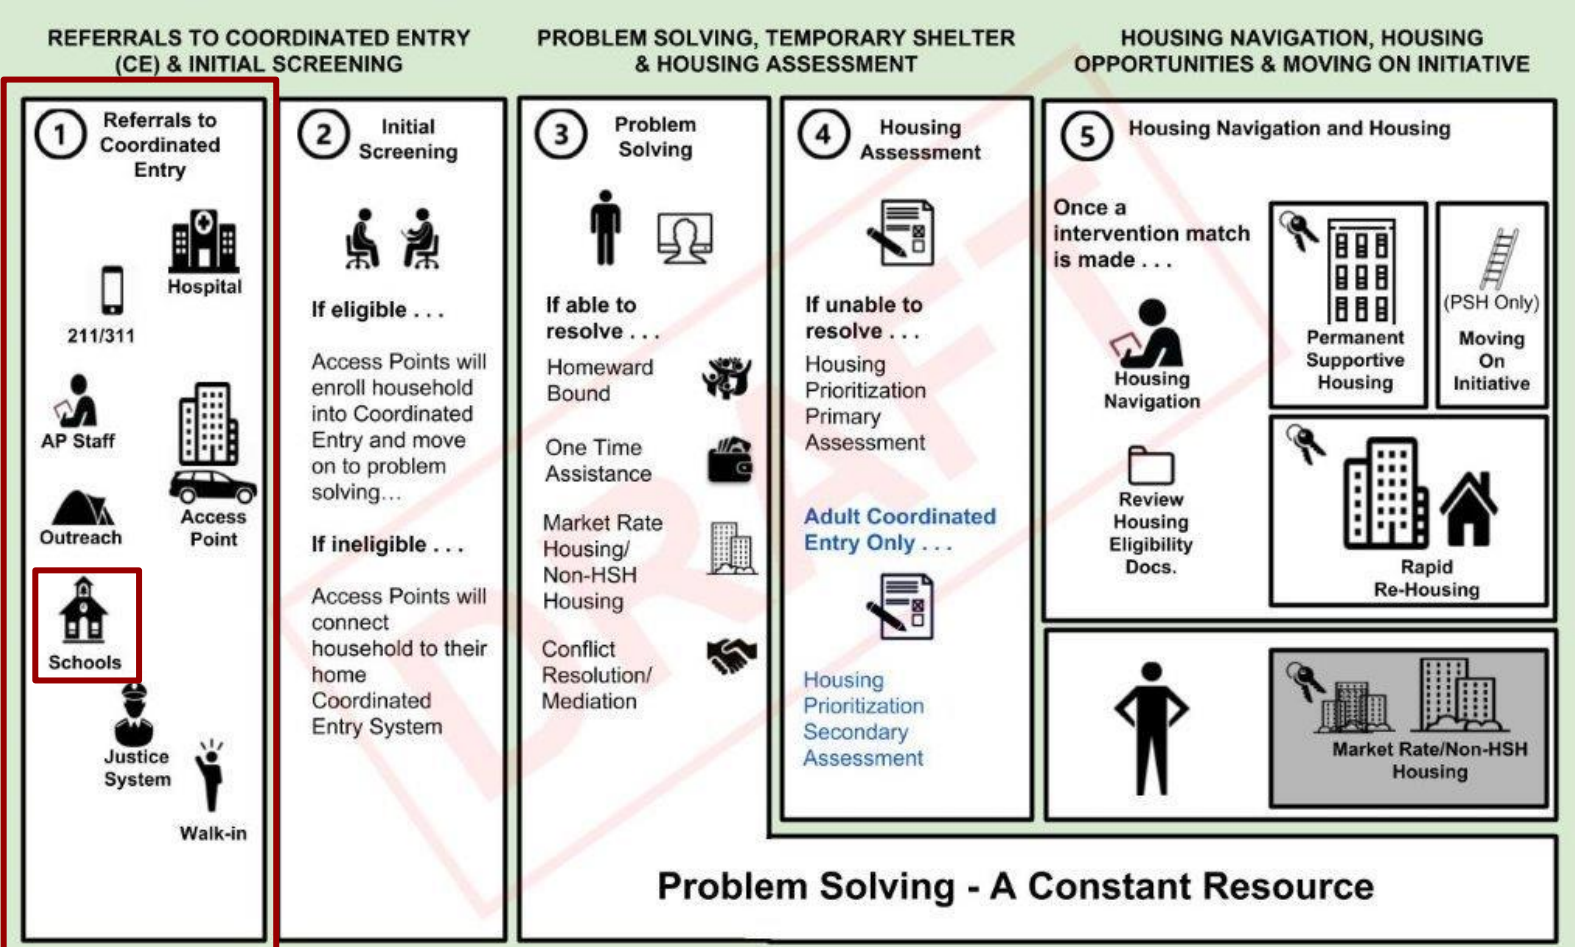 REFERRALS TO COORDINATED ENTRY
(CE) & INITIAL SCREENING
PROBLEM SOLVING, TEMPORARY SHELTER
& HOUSING ASSESSMENT
HOUSING NAVIGATION, HOUSING
OPPORTUNITIES & MOVING ON INITIATIVE
1
Referrals to
Coordinated
Entry
Hospital
211/311
AP Staff
Access
Point
Outreach
Schools
Justice
System
Walk-in
2
Initial
Screening
If eligible . . .
Access Points will
enroll household
into Coordinated
Entry and move
on to problem
solving...
If ineligible . . .
Access Points will
connect
household to their
home
Coordinated
Entry System
3
Problem
Solving
If able to
resolve . . .
Homeward
Bound
One Time
Assistance
Market Rate
Housing/
Non-HSH
Housing
Conflict
Resolution/
Mediation
4
Housing
Assessment
If unable to
resolve . . .
Housing
Prioritization
Primary
Assessment
Adult Coordinated
Entry Only . . .
Housing
Prioritization
Secondary
Assessment
5
Housing Navigation and Housing
Once a
intervention match
is made . . .
Housing
Navigation
Review
Housing
Eligibility
Docs.
Permanent
Supportive
Housing
(PSH Only)
Moving
On
Initiative
Rapid
Re-Housing
Market Rate/Non-HSH
Housing
Problem Solving - A Constant Resource
DRAFT